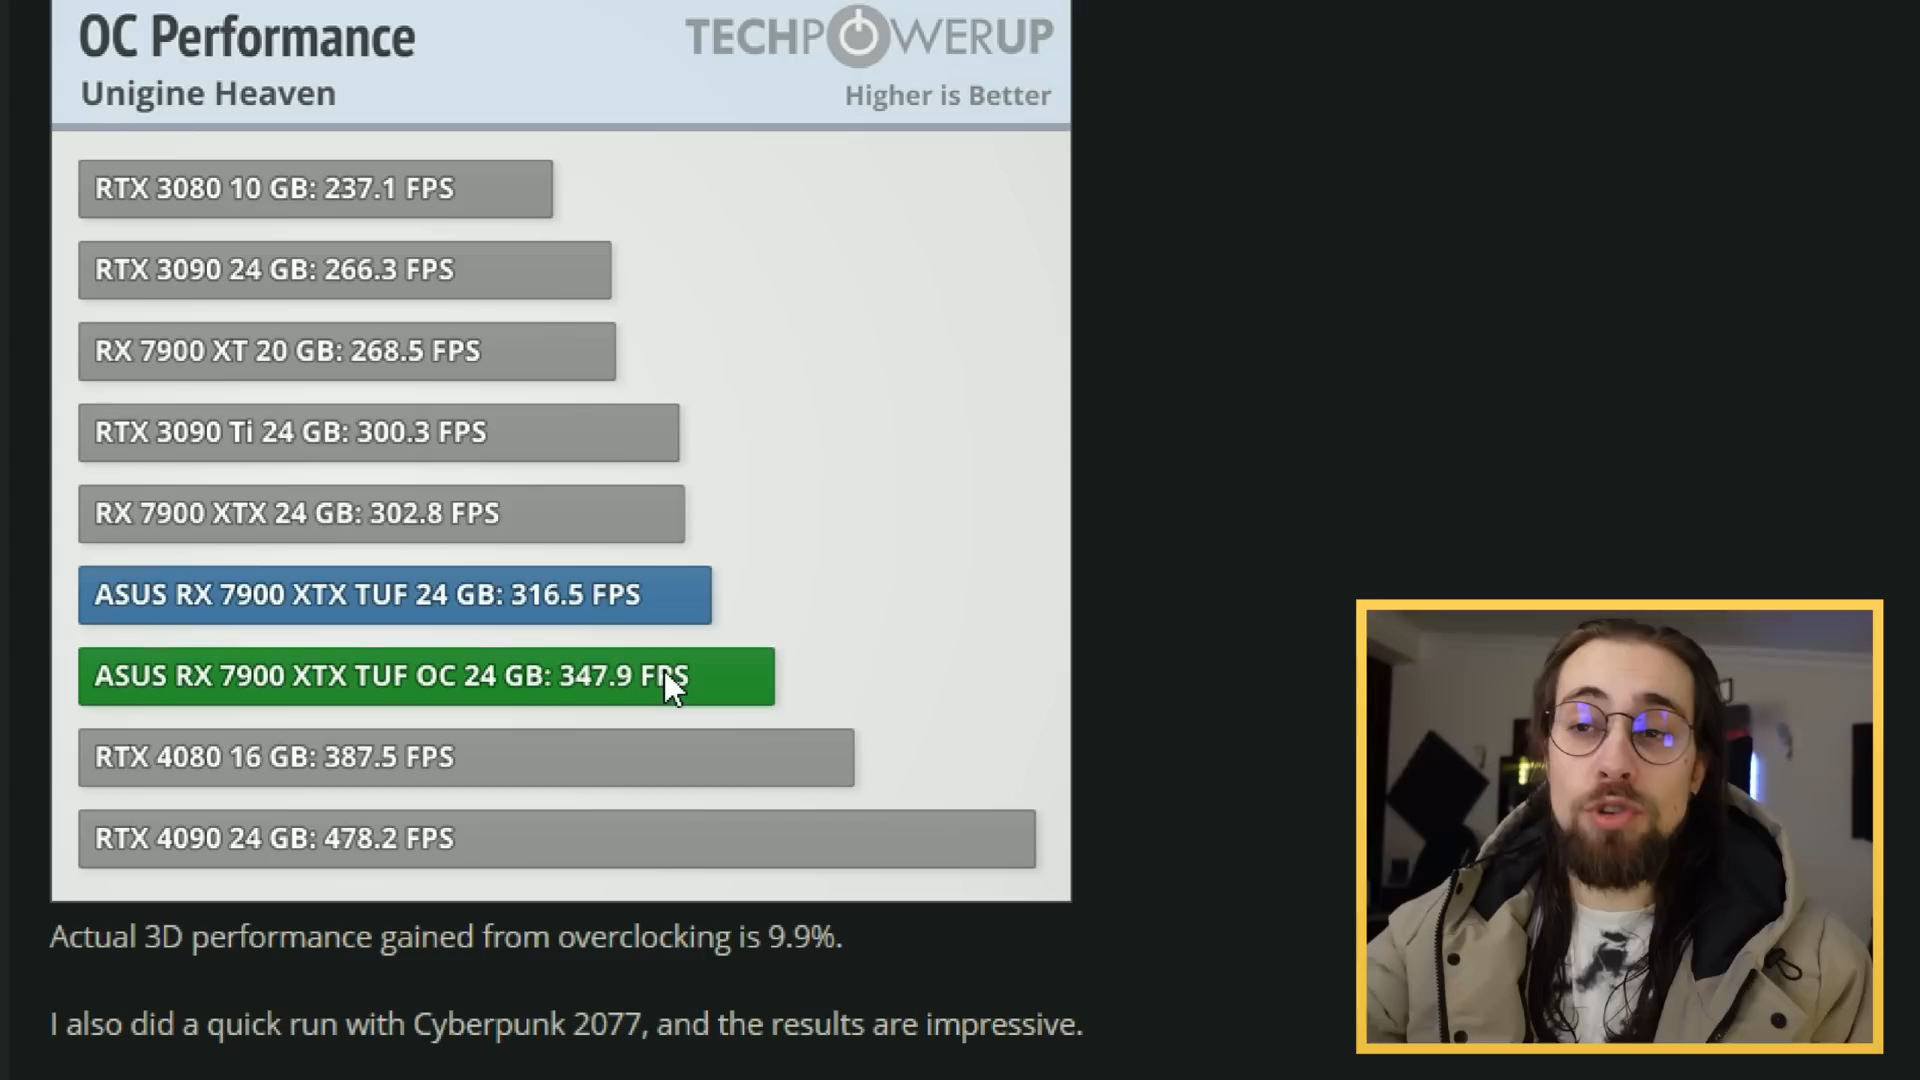 OC Performance
TECHPOWERUP
Unigine Heaven
Higher is Better
RTX 3080 10 GB: 237.1 FPS
RTX 3090 24 GB: 266.3 FPS
RX 7900 XT 20 GB: 268.5 FPS
RTX 3090 Ti 24 GB: 300.3 FPS
RX 7900 XTX 24 GB: 302.8 FPS
ASUS RX 7900 XTX TUF 24 GB: 316.5 FPS
ASUS RX 7900 XTX TUF OC 24 GB: 347.9 FPS
RTX 4080 16 GB: 387.5 FPS
RTX 4090 24 GB: 478.2 FPS
Actual 3D performance gained from overclocking is 9.9%.
I also did a quick run with Cyberpunk 2077, and the results are impressive.